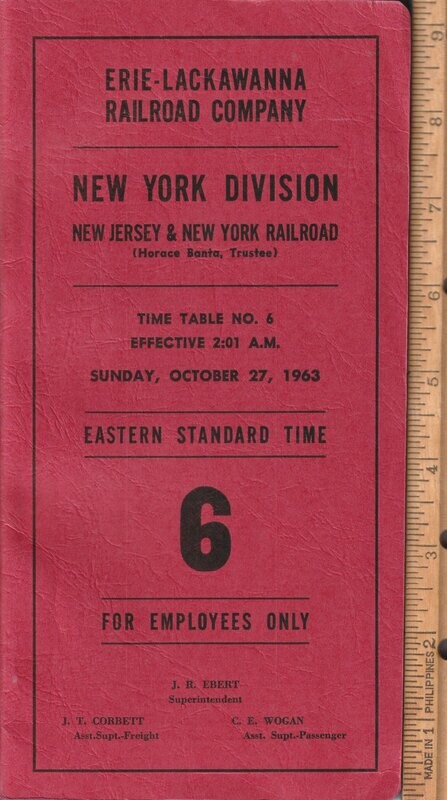 ERIE-LACKAWANNA
RAILROAD COMPANY
NEW YORK DIVISION
NEW JERSEY & NEW YORK RAILROAD
(Horace Banta, Trustee)
TIME TABLE NO. 6
EFFECTIVE 2:01 A.M.
SUNDAY, OCTOBER 27, 1963
EASTERN STANDARD TIME
6
FOR EMPLOYEES ONLY
J. R. EBERT
Superintendent
J. T. CORBETT C. E. WOGAN
Asst.Supt.-Freight Asst. Supt.-Passenger
9
8
7
6
5
4
3
2
1
MADE IN PHILIPPINES